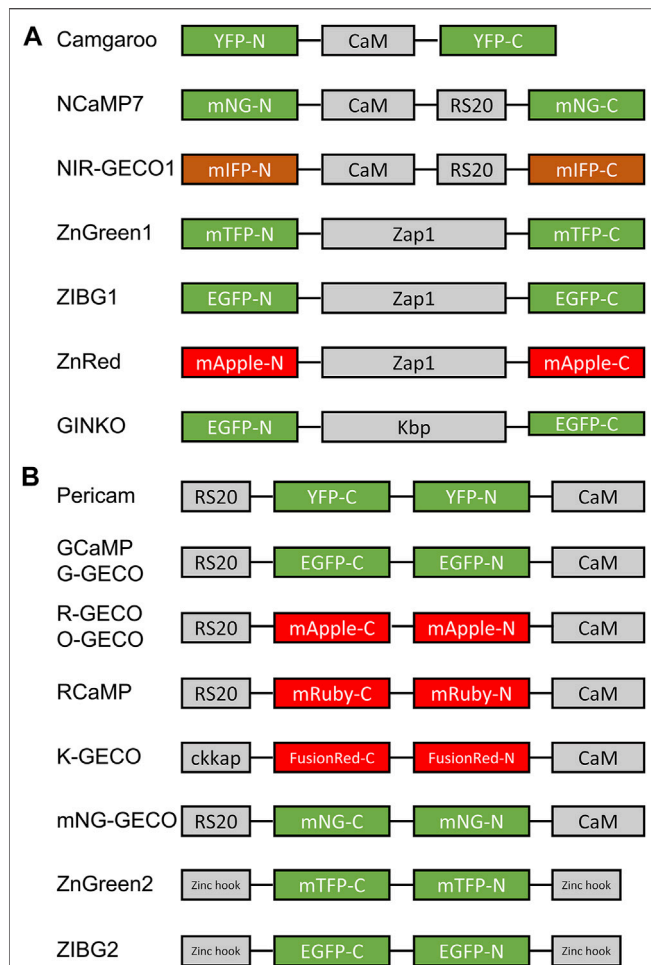 A
Camgaroo YFP-N CaM YFP-C
NCaMP7 mNG-N CaM RS20 mNG-C
NIR-GECO1 mIFP-N CaM RS20 mIFP-C
ZnGreen1 mTFP-N Zap1 mTFP-C
ZIBG1 EGFP-N Zap1 EGFP-C
ZnRed mApple-N Zap1 mApple-C
GINKO EGFP-N Kbp EGFP-C
B
Pericam RS20 YFP-C YFP-N CaM
GCaMP
G-GECO RS20 EGFP-C EGFP-N CaM
R-GECO
O-GECO RS20 mApple-C mApple-N CaM
RCaMP RS20 mRuby-C mRuby-N CaM
K-GECO ckkap FusionRed-C FusionRed-N CaM
mNG-GECO RS20 mNG-C mNG-N CaM
ZnGreen2 Zinc hook mTFP-C mTFP-N Zinc hook
ZIBG2 Zinc hook EGFP-C EGFP-N Zinc hook